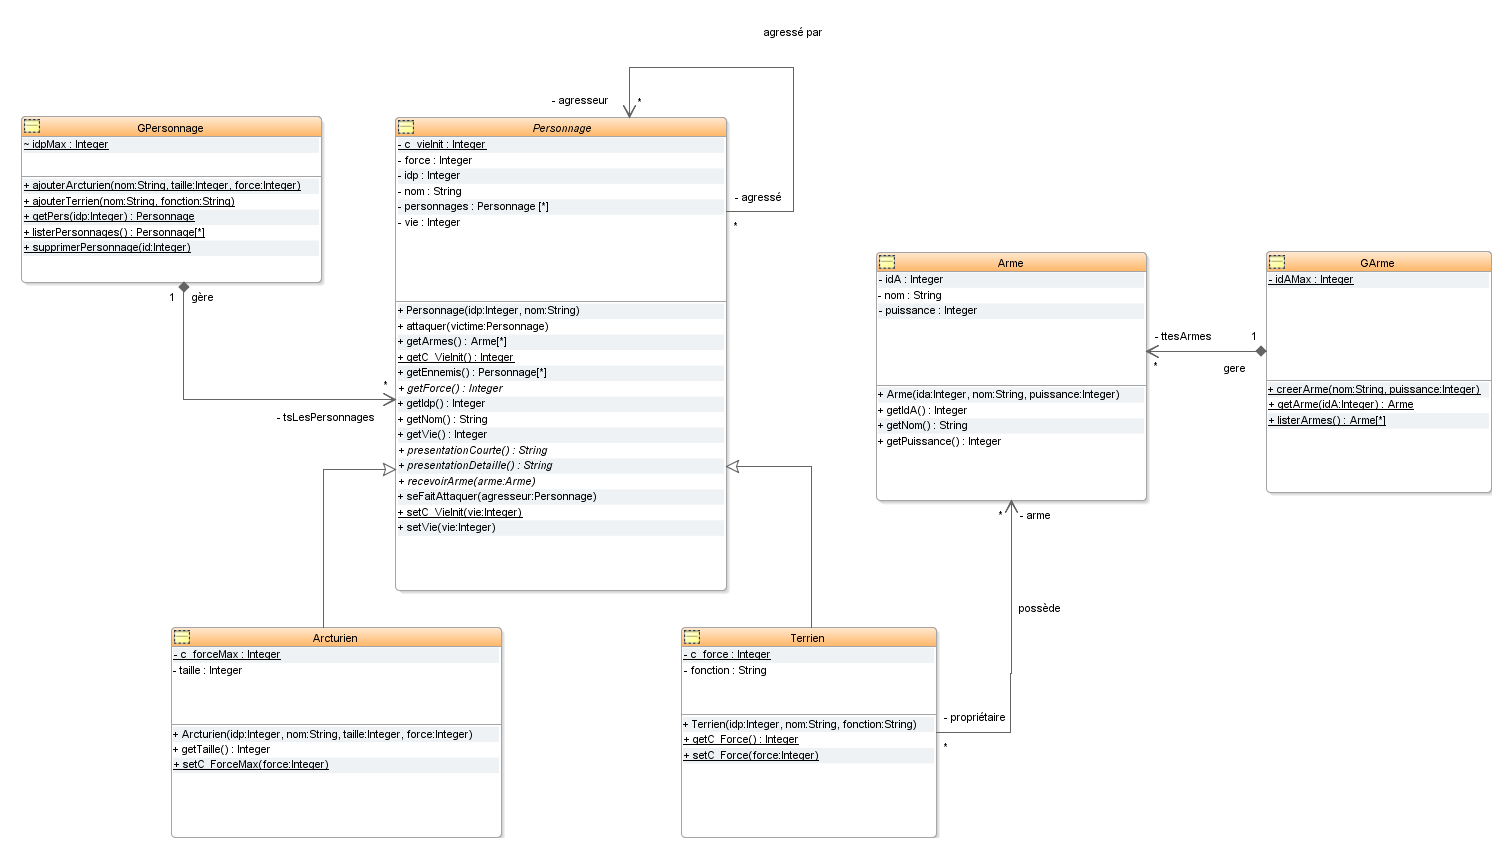 agressé par
- agresseur
*
- agressé
*
GPersonnage
~ idpMax : Integer
+ ajouterArcturien(nom:String, taille:Integer, force:Integer)
+ ajouterTerrien(nom:String, fonction:String)
+ getPers(idp:Integer) : Personnage
+ listerPersonnages() : Personnage[*]
+ supprimerPersonnage(id:Integer)
1
gère
*
- tsLesPersonnages
Personnage
- c_vieInit : Integer
- force : Integer
- idp : Integer
- nom : String
- personnages : Personnage [*]
- vie : Integer
+ Personnage(idp:Integer, nom:String)
+ attaquer(victime:Personnage)
+ getArmes() : Arme[*]
+ getC_VieInit() : Integer
+ getEnnemis() : Personnage[*]
+ getForce() : Integer
+ getIdp() : Integer
+ getNom() : String
+ getVie() : Integer
+ presentationCourte() : String
+ presentationDetaille() : String
+ recevoirArme(arme:Arme)
+ seFaitAttaquer(agresseur:Personnage)
+ setC_VieInit(vie:Integer)
+ setVie(vie:Integer)
Arme
- idA : Integer
- nom : String
- puissance : Integer
+ Arme(ida:Integer, nom:String, puissance:Integer)
+ getIdA() : Integer
+ getNom() : String
+ getPuissance() : Integer
- ttesArmes
1
*
gere
GArme
- idAMax : Integer
+ creerArme(nom:String, puissance:Integer)
+ getArme(idA:Integer) : Arme
+ listerArmes() : Arme[*]
*
- arme
possède
- propriétaire
*
Arcturien
- c_forceMax : Integer
- taille : Integer
+ Arcturien(idp:Integer, nom:String, taille:Integer, force:Integer)
+ getTaille() : Integer
+ setC_ForceMax(force:Integer)
Terrien
- c_force : Integer
- fonction : String
+ Terrien(idp:Integer, nom:String, fonction:String)
+ getC_Force() : Integer
+ setC_Force(force:Integer)